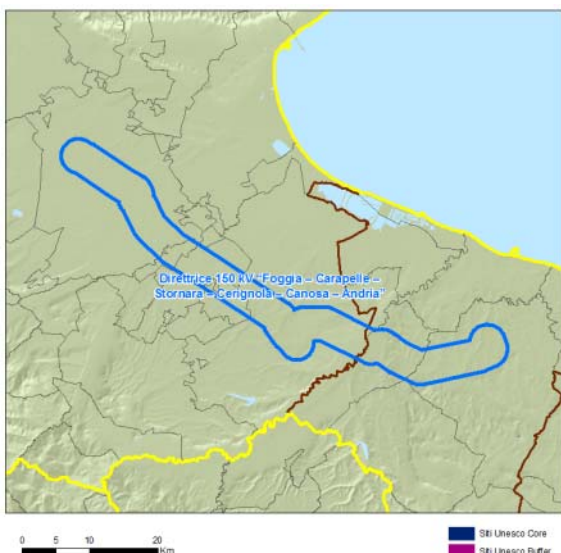 Direttrice 150 kV "Foggia – Carapelle –
Stornara – Cerignola – Canosa – Andria"
0 5 10 20
Km
Siti Unesco Core
Siti Unesco Buffer